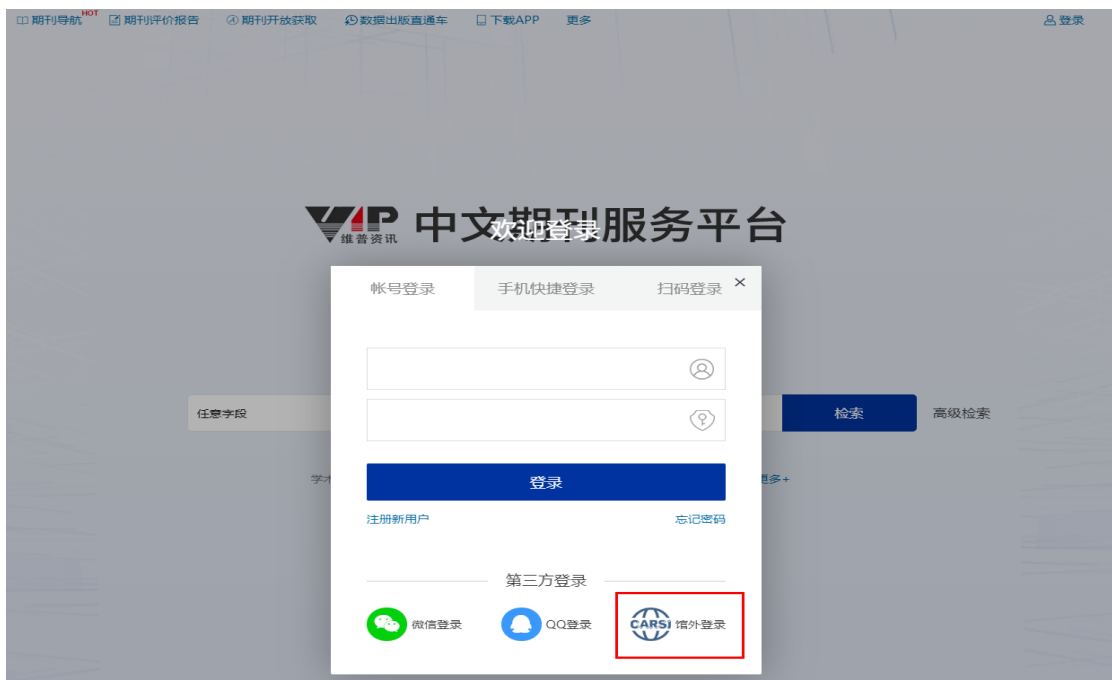 期刊导航 HOT 期刊评价报告 期刊开放获取 数据出版直通车 下载APP 更多 登录
VIP 维普资讯 中文期刊服务平台
欢迎登录
帐号登录 手机快捷登录 扫码登录 ×
任意字段 检索 高级检索
登录
学术 更多+
注册新用户 忘记密码
第三方登录
微信登录 QQ登录 CARSI 馆外登录